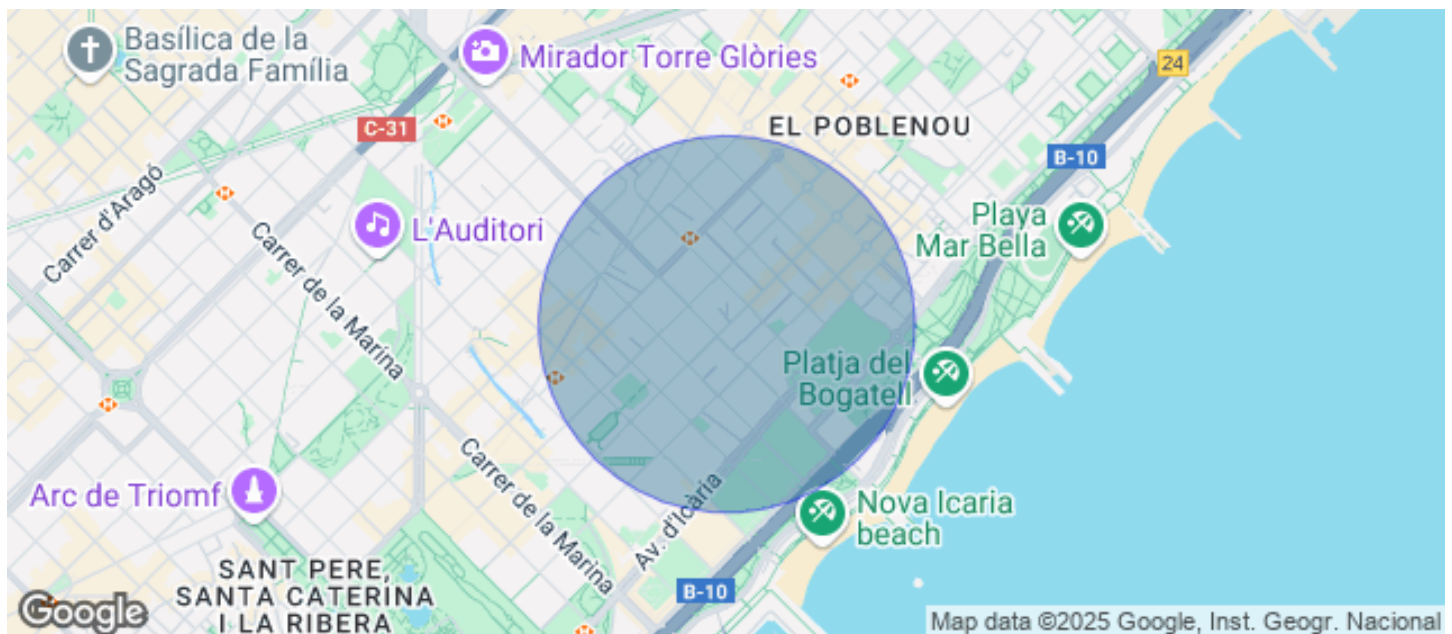 Basílica de la
Sagrada Família
Mirador Torre Glòries
24
C-31
EL POBLENOU
B-10
Carrer d'Aragó
L'Auditori
Playa
Mar Bella
Carrer de la Marina
Platja del
Bogatell
Arc de Triomf
Carrer de la Marina
Av. d'Icària
Nova Icaria
beach
SANT PERE,
SANTA CATERINA
I LA RIBERA
B-10
Google
Map data ©2025 Google, Inst. Geogr. Nacional